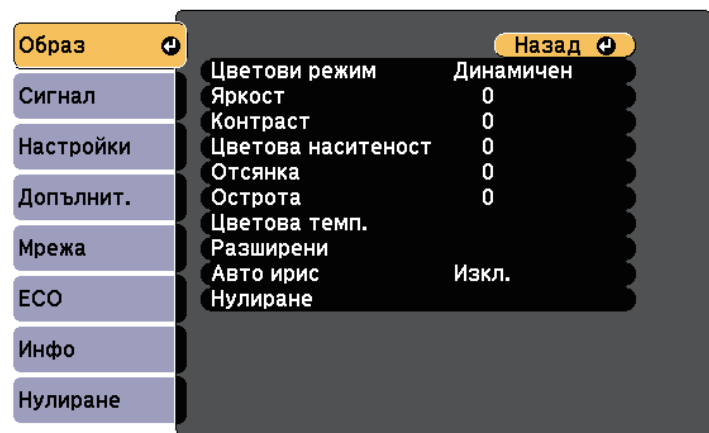 Образ
Сигнал
Настройки
Допълнит.
Мрежа
ECO
Инфо
Нулиране
Назад
Цветови режим Динамичен
Яркост 0
Контраст 0
Цветова наситеност 0
Отсянка 0
Острота 0
Цветова темп.
Разширени
Авто ирис Изкл.
Нулиране